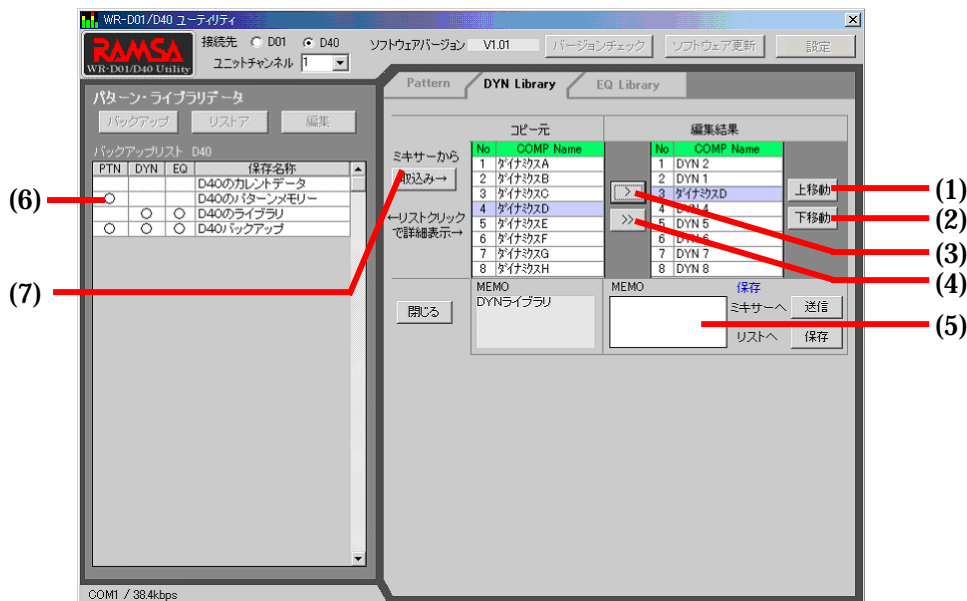 WR-D01/D40 ユーティリティ
RAMSA
WR-D01/D40 Utility
接続先 D01 D40
ユニットチャンネル 1
ソフトウェアバージョン V1.01 バージョンチェック ソフトウェア更新 設定
パターン・ライブラリデータ
バックアップ リストア 編集
バックアップリスト D40
PTN DYN EQ 保存名称
D40のカレントデータ
○ D40のパターンメモリー
○ ○ D40のライブラリ
○ ○ ○ D40バックアップ
COM1 / 38.4kbps
Pattern DYN Library EQ Library
コピー元 編集結果
ミキサーから
取込み→
←リストクリック
で詳細表示→
閉じる
No COMP Name
1 ダイナミクスA
2 ダイナミクスB
3 ダイナミクスC
4 ダイナミクスD
5 ダイナミクスE
6 ダイナミクスF
7 ダイナミクスG
8 ダイナミクスH
MEMO
DYNライブラリ
>
>>
No COMP Name
1 DYN 2
2 DYN 1
3 ダイナミクスD
4 DYN 4
5 DYN 5
6 DYN 6
7 DYN 7
8 DYN 8
上移動
下移動
MEMO 保存
ミキサーへ 送信
リストへ 保存
(1)
(2)
(3)
(4)
(5)
(6)
(7)